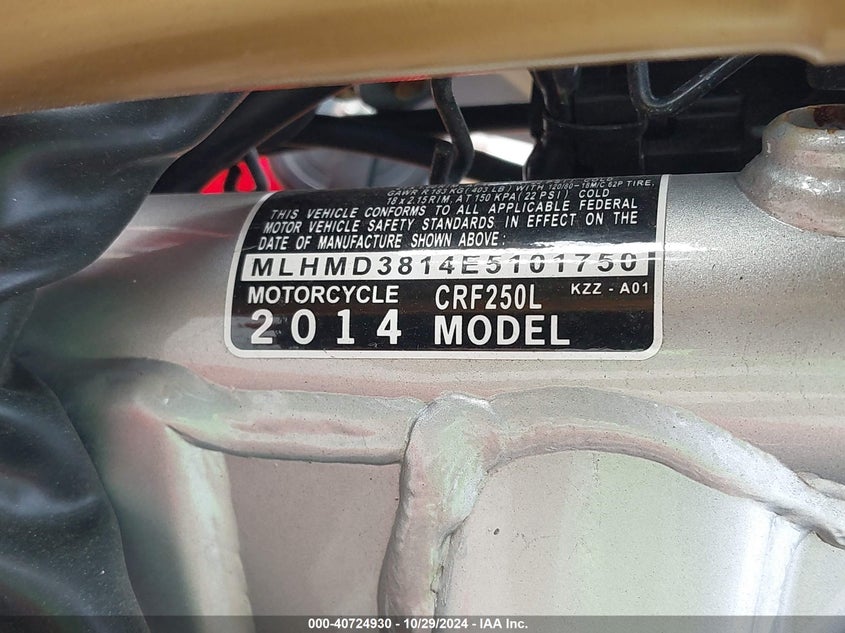 GAWR R183 KG (403 LB) WITH 120/80-18M/C 62P TIRE,
18 x 2.15 RIM, AT 150 KPA (22 PSI) COLD
THIS VEHICLE CONFORMS TO ALL APPLICABLE FEDERAL
MOTOR VEHICLE SAFETY STANDARDS IN EFFECT ON THE
DATE OF MANUFACTURE SHOWN ABOVE:
MLHMD3814E5101750
MOTORCYCLE CRF250L KZZ - A01
2014 MODEL
000-40724930 - 10/29/2024 - IAA Inc.